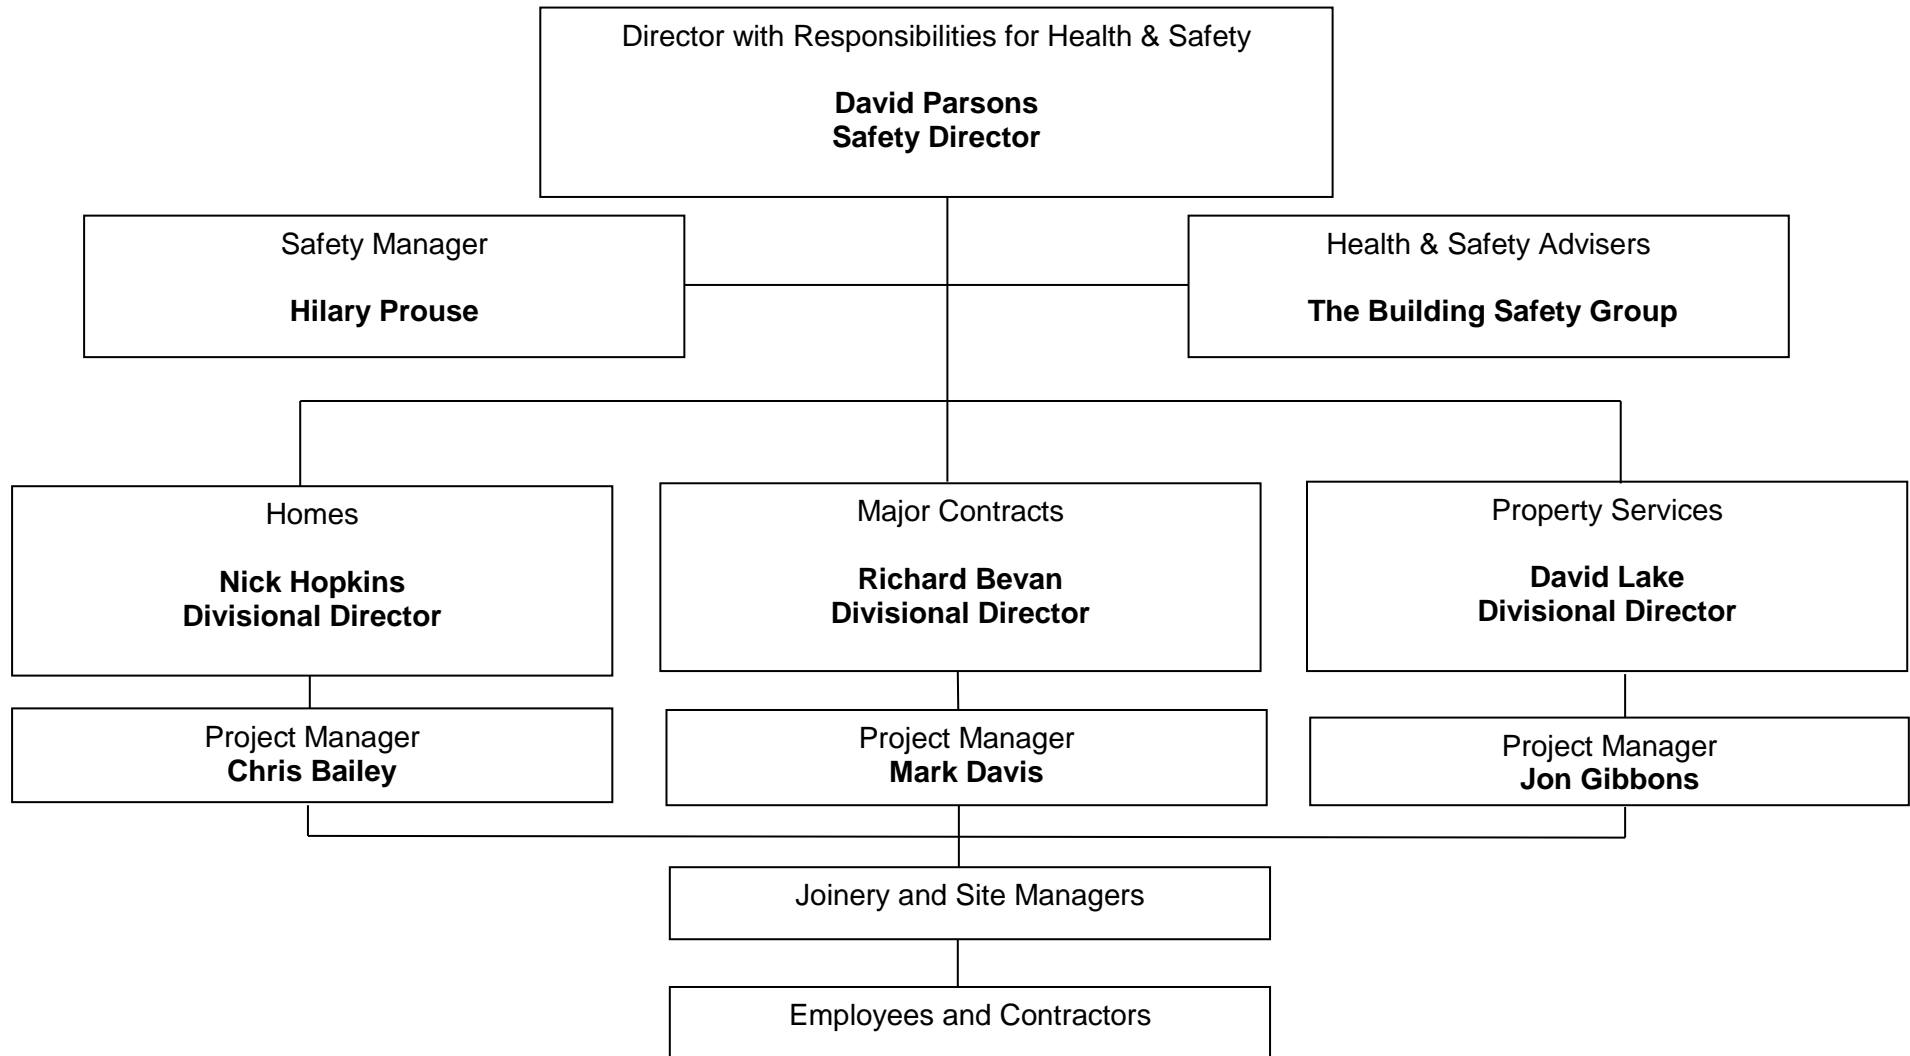 Director with Responsibilities for Health & Safety
David Parsons
Safety Director
Safety Manager
Hilary Prouse
Health & Safety Advisers
The Building Safety Group
Homes
Nick Hopkins
Divisional Director
Major Contracts
Richard Bevan
Divisional Director
Property Services
David Lake
Divisional Director
Project Manager
Chris Bailey
Project Manager
Mark Davis
Project Manager
Jon Gibbons
Joinery and Site Managers
Employees and Contractors